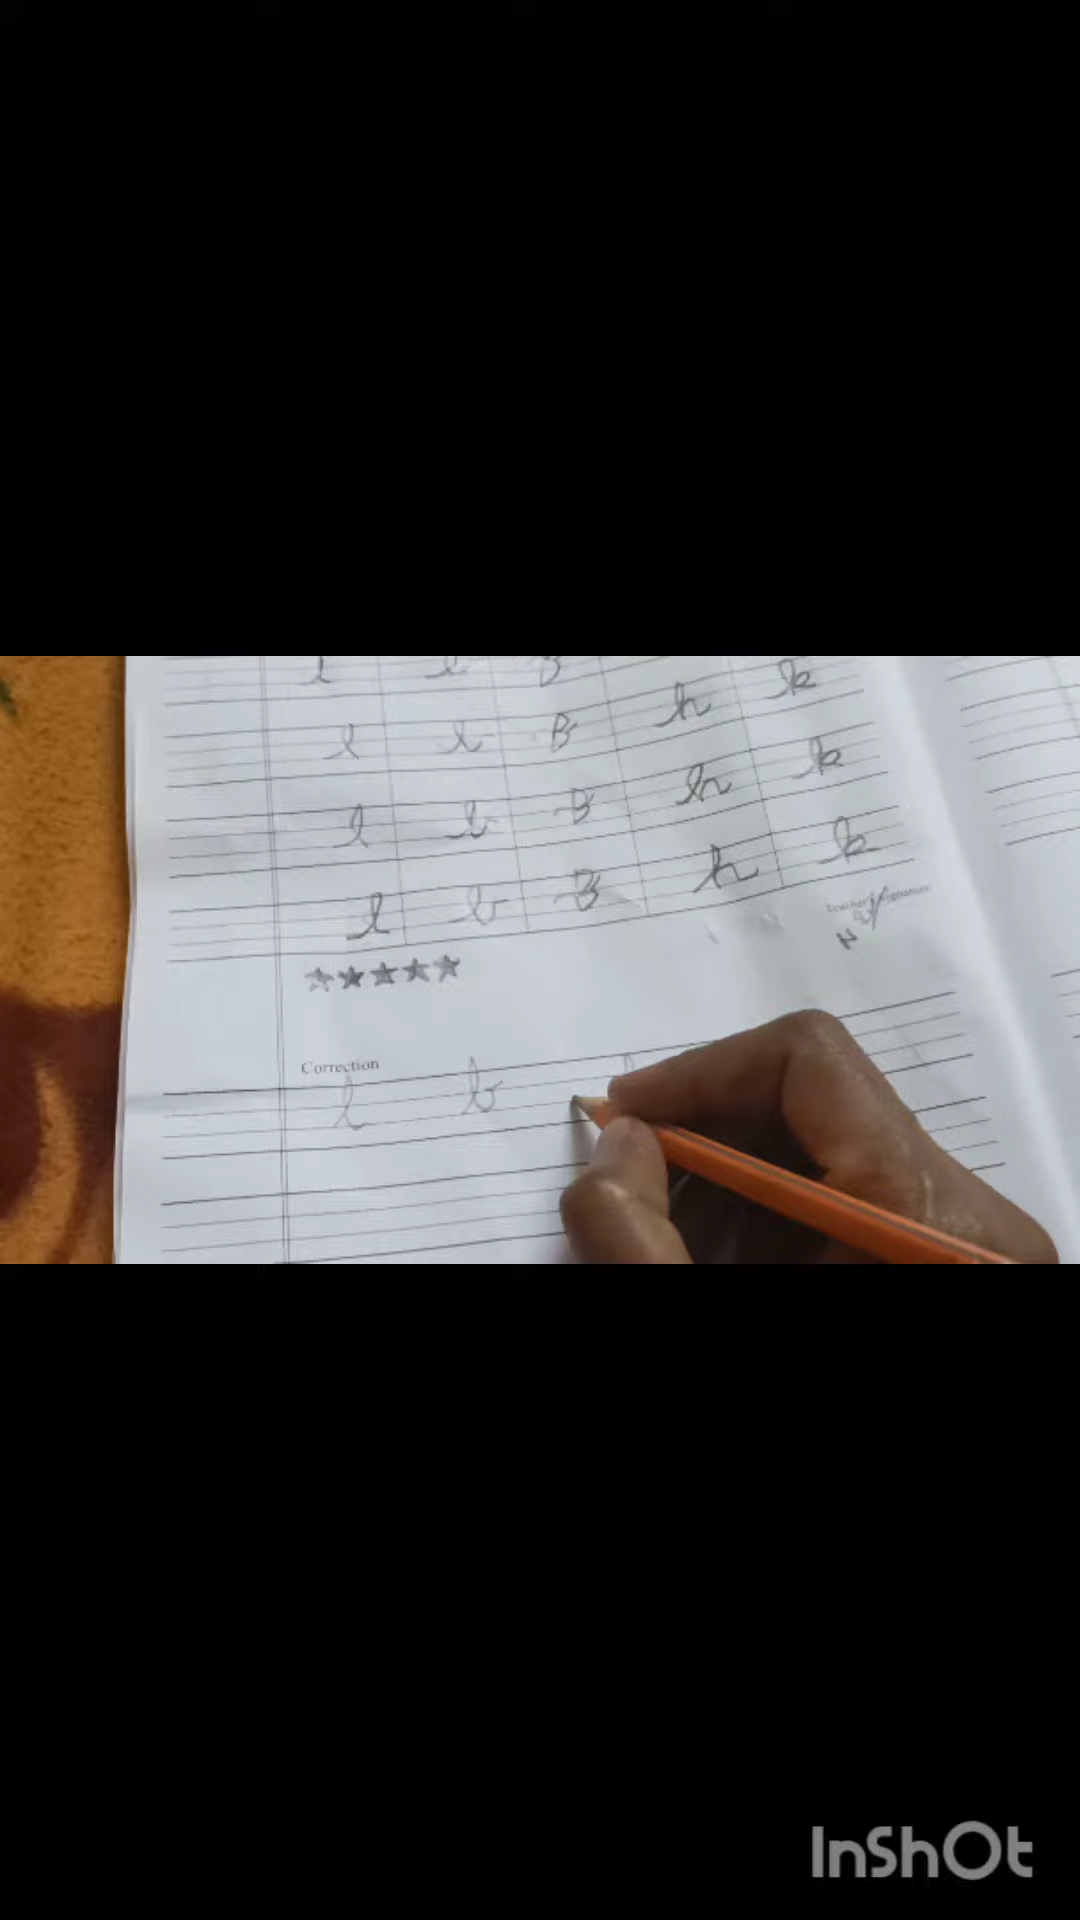 l l B k
l b B h k
l b B h k
l b B h k
Teacher's Signature
Correction
l b
InShOt